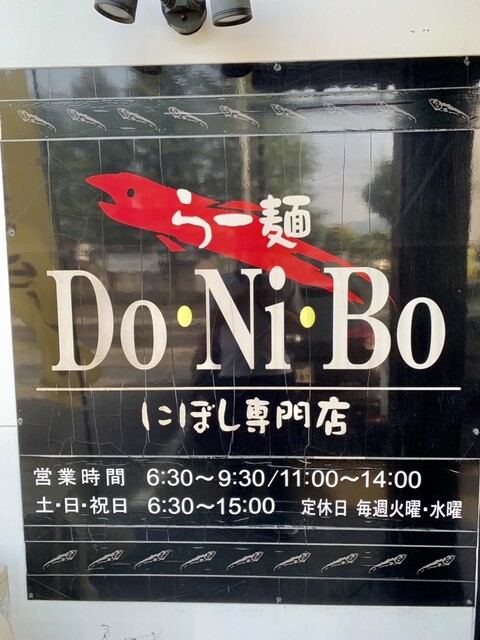 らー麺
Do・Ni・Bo
にぼし専門店
営業時間 6:30～9:30/11:00～14:00
土・日・祝日 6:30～15:00 定休日 毎週火曜・水曜